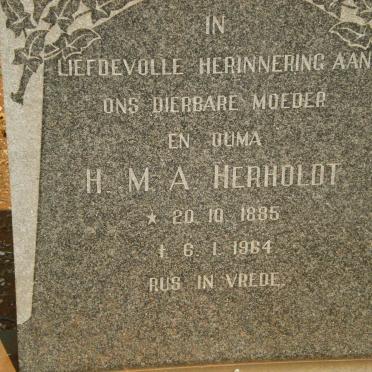 IN
LIEFDEVOLLE HERINNERING AAN
ONS DIERBARE MOEDER
EN OUMA
H. M. A. HERHOLDT
★ 20. 10. 1885
† 6. 1. 1964
RUS IN VREDE.